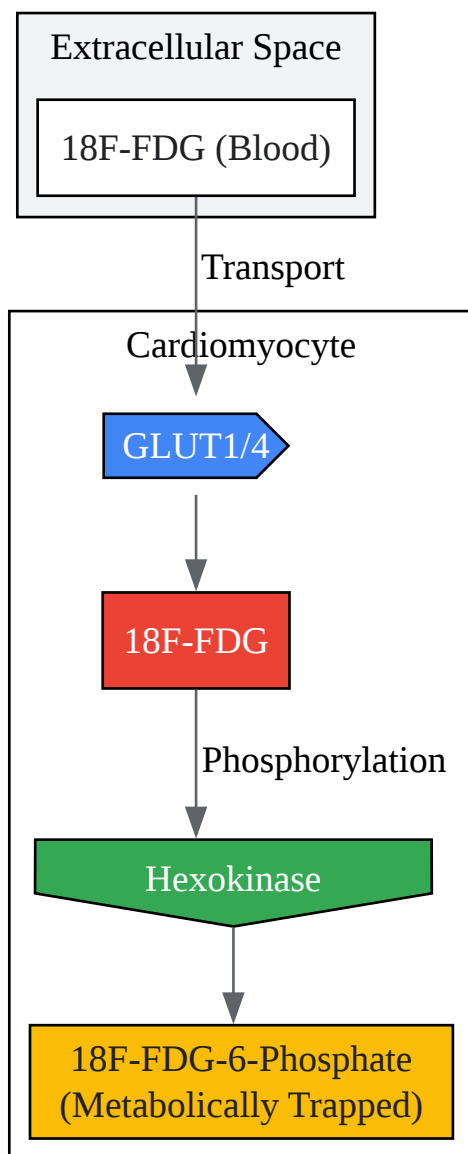 Extracellular Space
18F-FDG (Blood)
Transport
Cardiomyocyte
GLUT1/4
18F-FDG
Phosphorylation
Hexokinase
18F-FDG-6-Phosphate
(Metabolically Trapped)